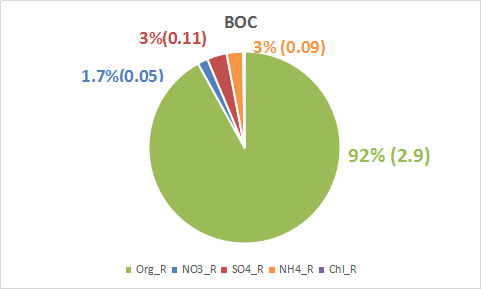 BOC
3%(0.11)
3% (0.09)
1.7%(0.05)
92% (2.9)
Org_R NO3_R SO4_R NH4_R Chl_R